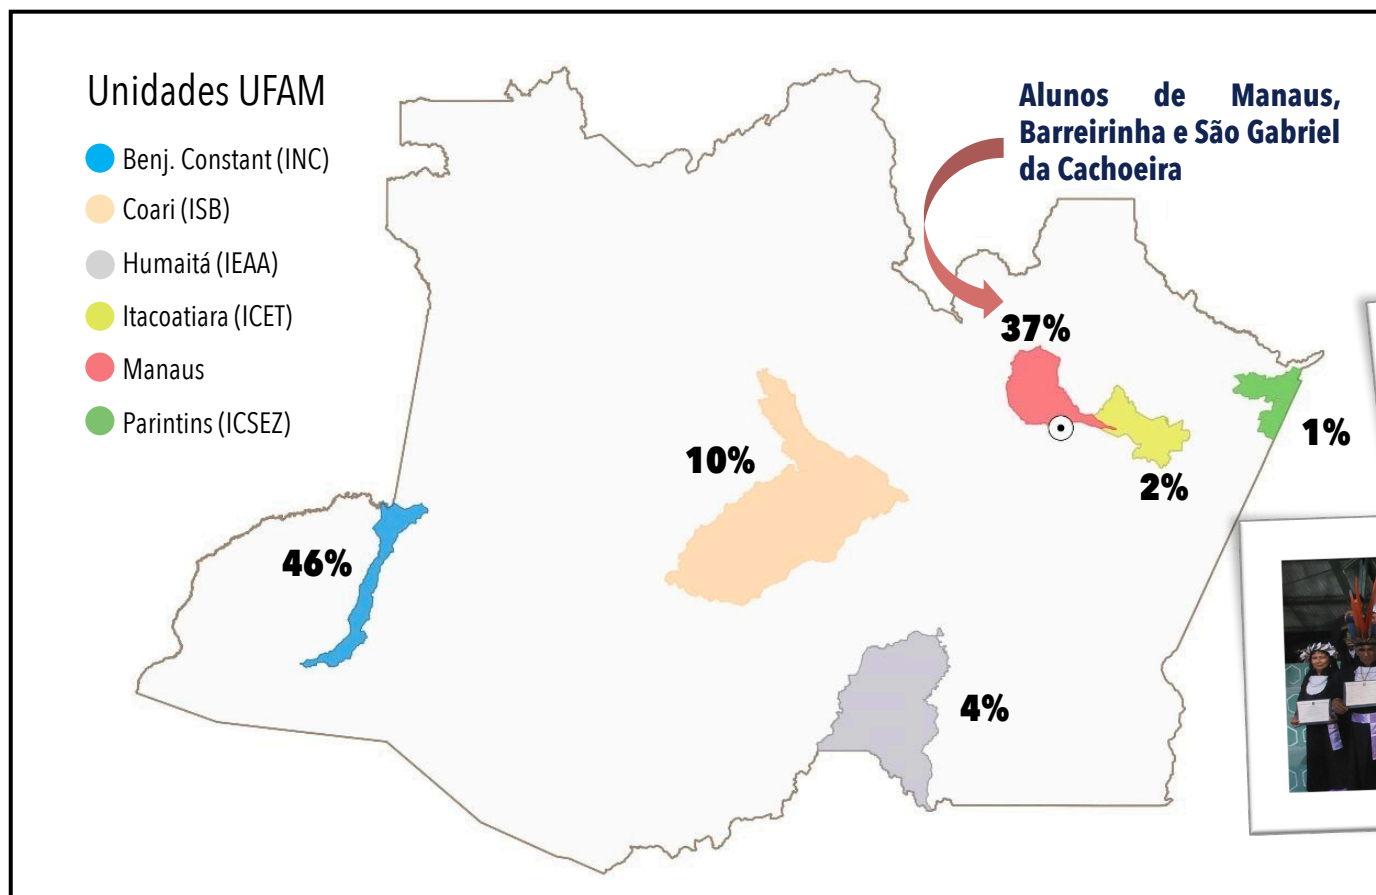 Unidades UFAM
Benj. Constant (INC)
Coari (ISB)
Humaitá (IEAA)
Itacoatiara (ICET)
Manaus
Parintins (ICSEZ)
Alunos de Manaus,
Barreirinha e São Gabriel
da Cachoeira
37%
1%
10%
2%
46%
4%